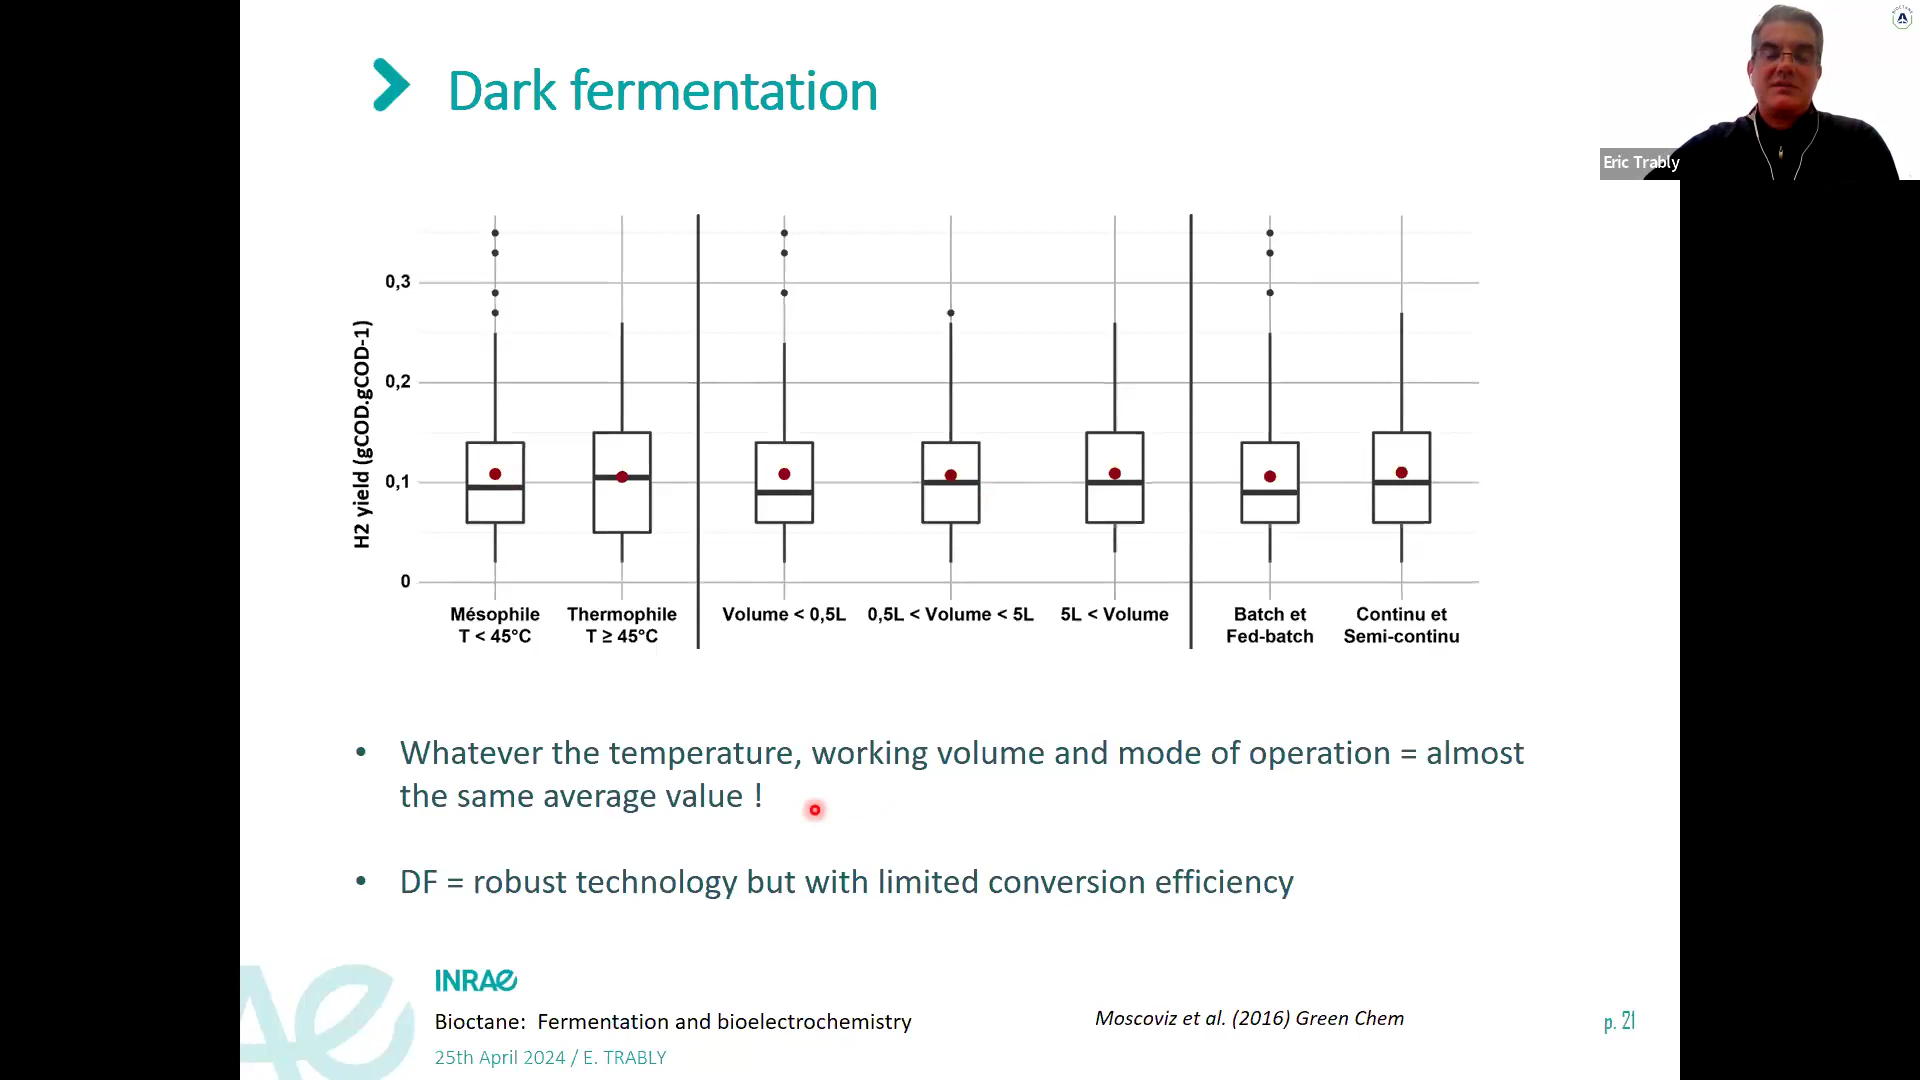 Dark fermentation
Eric Trably
H2 yield (gCOD.gCOD-1)
0,3
0,2
0,1
0
Mésophile
T < 45°C
Thermophile
T ≥ 45°C
Volume < 0,5L
0,5L < Volume < 5L
5L < Volume
Batch et
Fed-batch
Continu et
Semi-continu
• Whatever the temperature, working volume and mode of operation = almost
the same average value !
• DF = robust technology but with limited conversion efficiency
INRAE
Bioctane: Fermentation and bioelectrochemistry
Moscoviz et al. (2016) Green Chem
p. 21
25th April 2024 / E. TRABLY